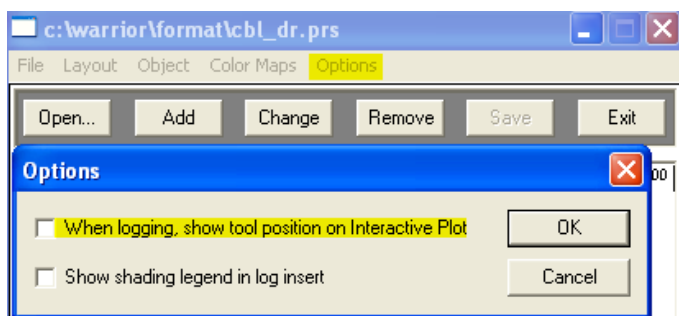 c:\warrior\format\cbl_dr.prs
File Layout Object Color Maps Options
Open... Add Change Remove Save Exit
Options
00
When logging, show tool position on Interactive Plot OK
Show shading legend in log insert Cancel